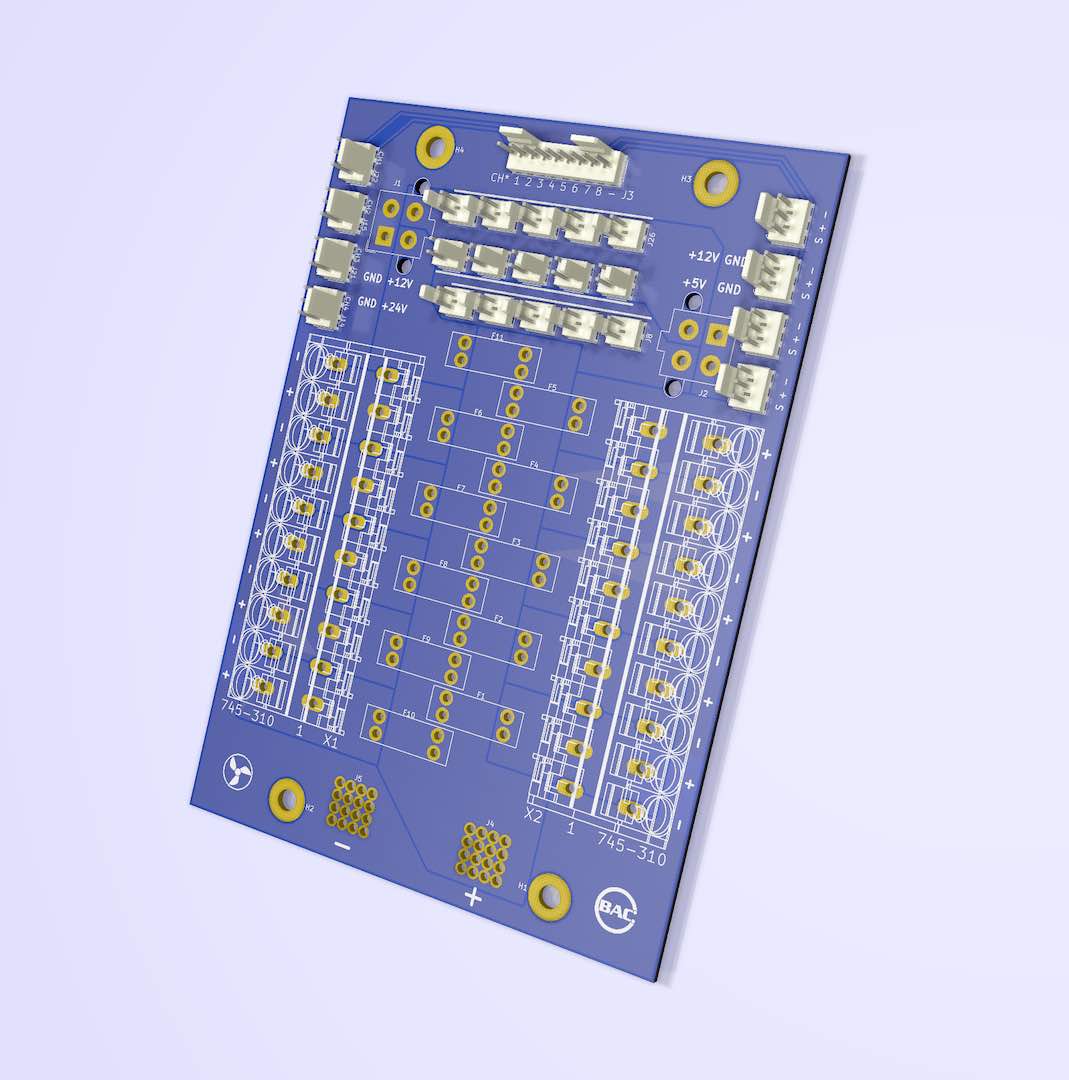 H4
CH* 1 2 3 4 5 6 7 8 - J3
H3
J1
J26
- + S
+12V GND
- + S
+5V GND
GND +12V
GND +24V
- + S
J8
J2
- + S
F11
F5
F6
F4
F7
F3
F8
F2
F9
F1
F10
745-310
1 X1
X2 1 745-310
J5
H2
J4
-
+
H1
BAC